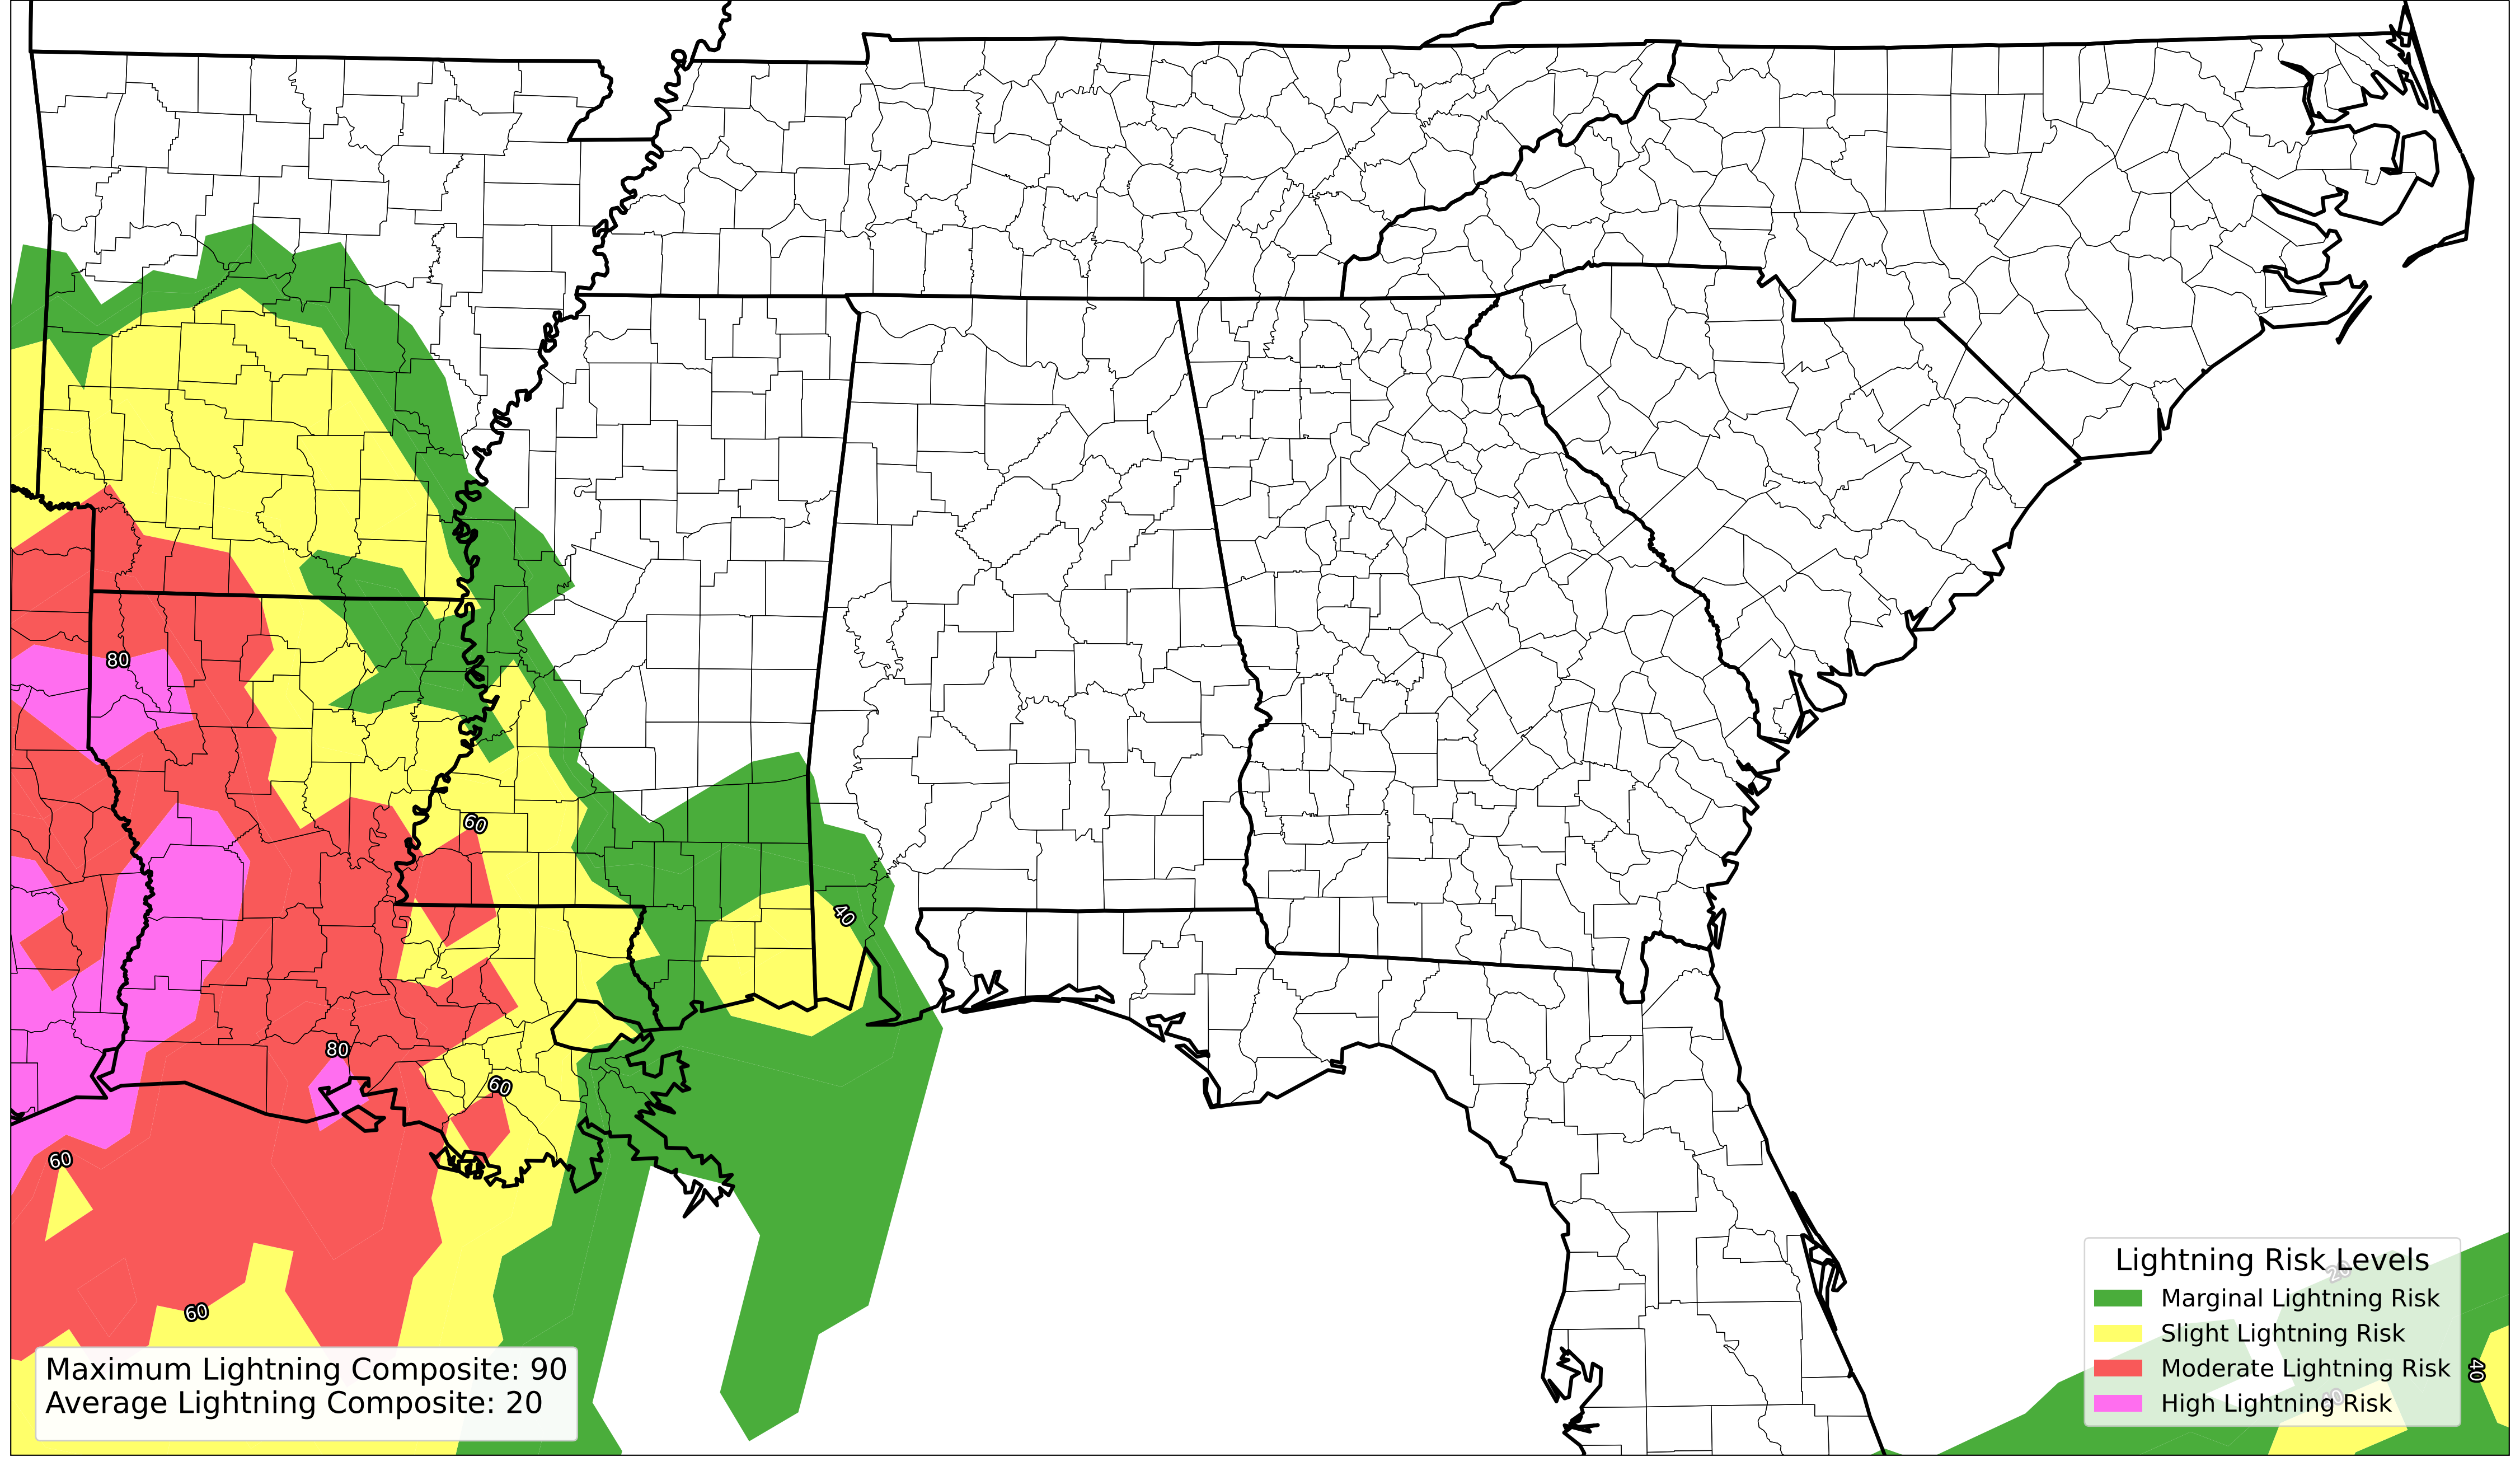 80
60
40
80
60
60
60
Maximum Lightning Composite: 90
Average Lightning Composite: 20
Lightning Risk Levels
20
Marginal Lightning Risk
Slight Lightning Risk
Moderate Lightning Risk
40
High Lightning Risk